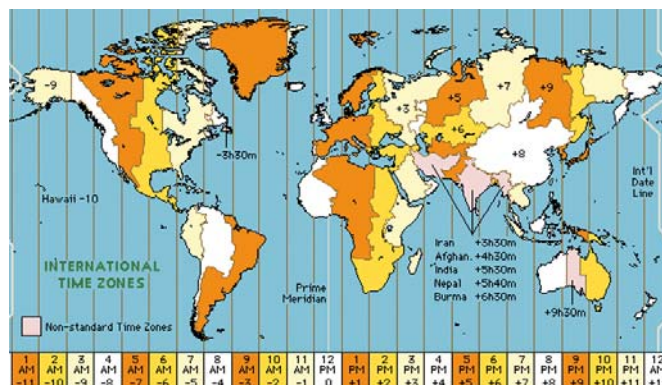 -9
+7
+5
+9
+3
+6
-3h30m
+8
Hawaii -10
Int'l
Date
Line
Iran +3h30m
Afghan. +4h30m
India +5h30m
Nepal +5h40m
Burma +6h30m
INTERNATIONAL
TIME ZONES
Prime
Meridian
+9h30m
Non-standard Time Zones
1 2 3 4 5 6 7 8 9 10 11 12 1 2 3 4 5 6 7 8 9 10 11 12
AM AM AM AM AM AM AM AM AM AM AM PM PM PM PM PM PM PM PM PM PM PM PM
-11 -10 -9 -8 -7 -6 -5 -4 -3 -2 -1 0 +1 +2 +3 +4 +5 +6 +7 +8 +9 +10 +11